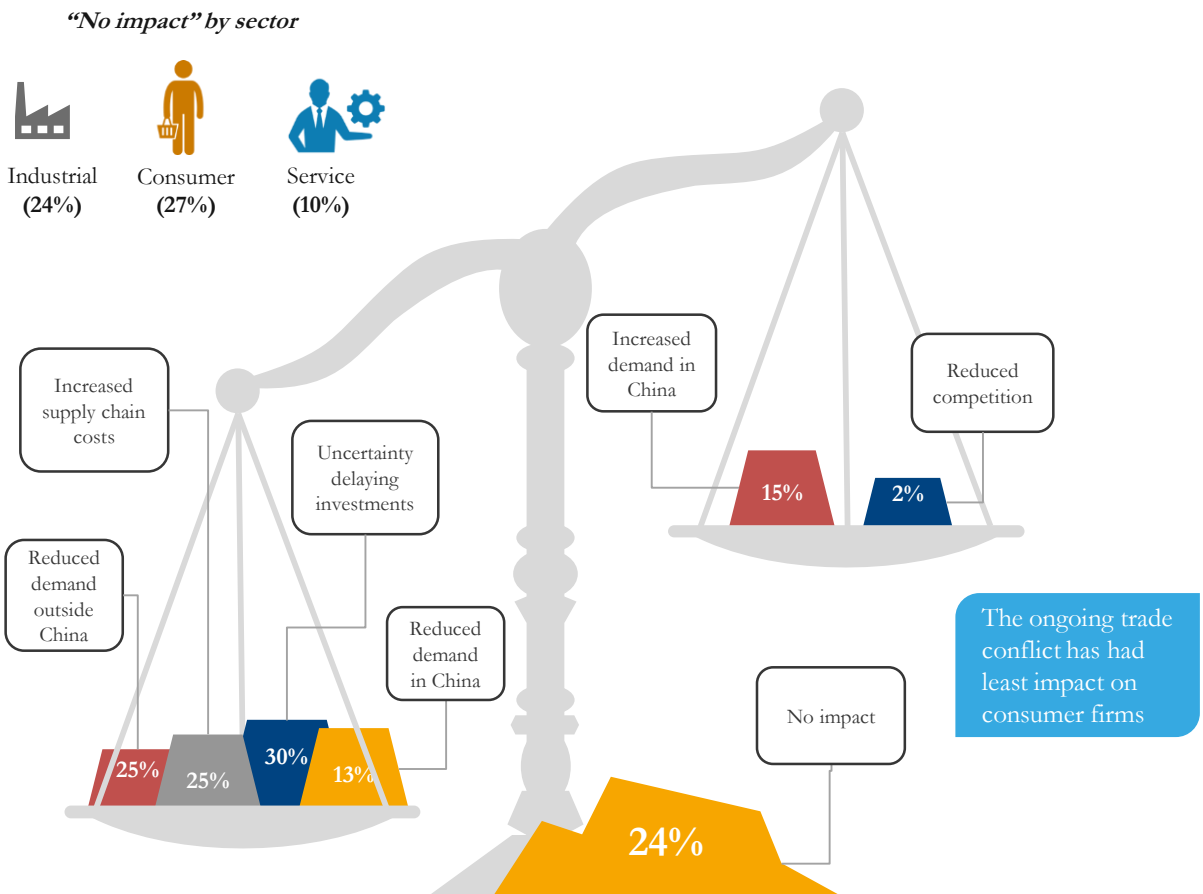 “No impact” by sector
Industrial
(24%)
Consumer
(27%)
Service
(10%)
Increased
supply chain
costs
Uncertainty
delaying
investments
Reduced
demand
outside
China
Reduced
demand
in China
25%
25%
30%
13%
Increased
demand in
China
Reduced
competition
15%
2%
The ongoing trade
conflict has had
least impact on
consumer firms
No impact
24%